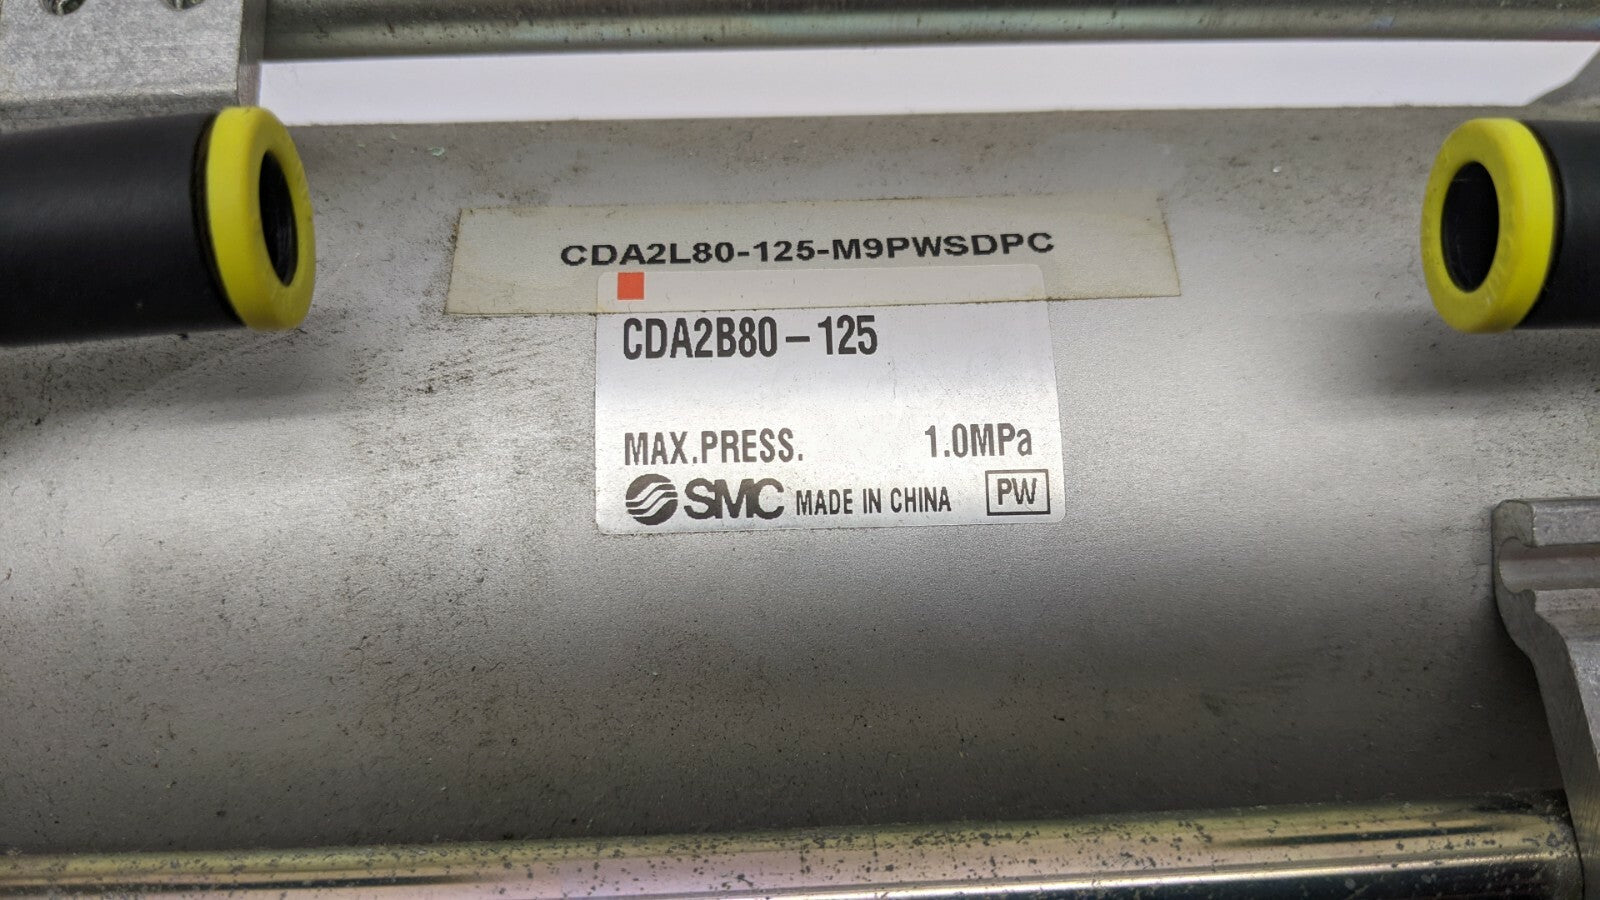 CDA2L80-125-M9PWSDPC
CDA2B80-125
MAX.PRESS. 1.0MPa
SMC MADE IN CHINA PW